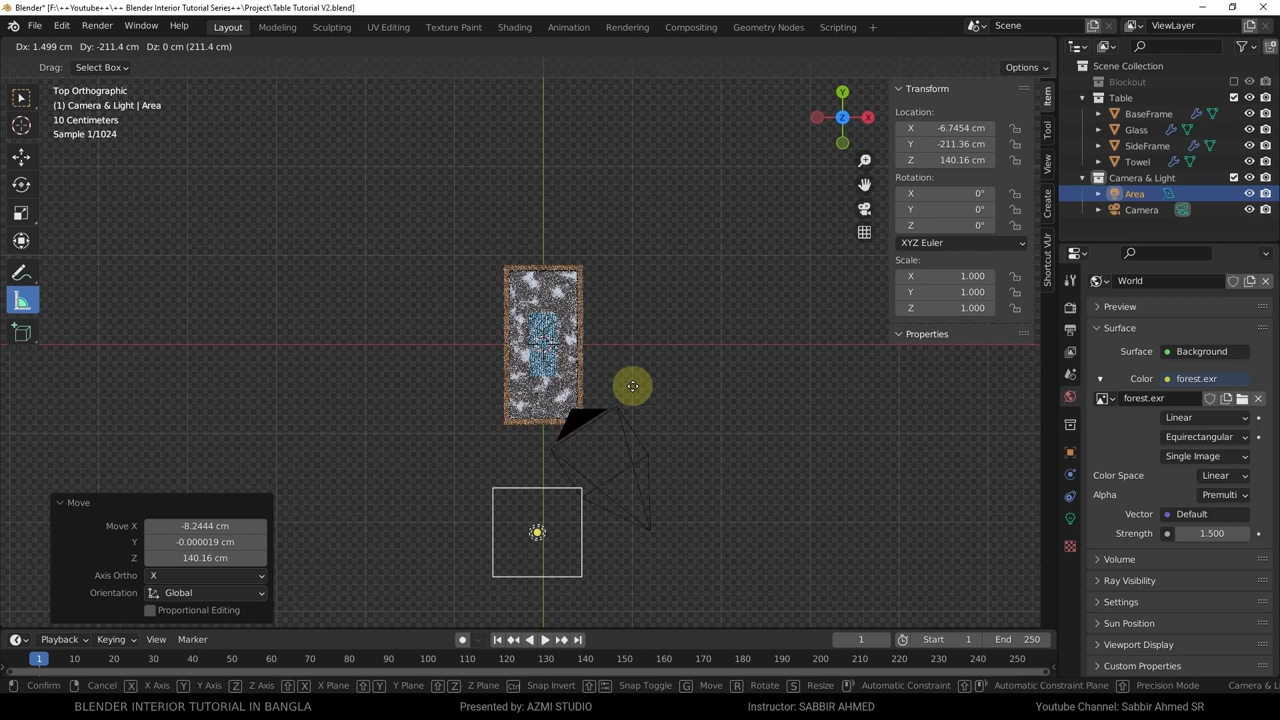 Blender* [F:\++Youtube++\++ Blender Interior Tutorial Series++\Project\Table Tutorial V2.blend]
File Edit Render Window Help Layout Modeling Sculpting UV Editing Texture Paint Shading Animation Rendering Compositing Geometry Nodes Scripting + Scene ViewLayer
Dx: 1.499 cm Dy: -211.4 cm Dz: 0 cm (211.4 cm)
Drag: Select Box Options
Top Orthographic
(1) Camera & Light | Area
10 Centimeters
Sample 1/1024
Y
Z
X
Transform
Location:
X -6.7454 cm
Y -211.36 cm
Z 140.16 cm
Rotation:
X 0°
Y 0°
Z 0°
XYZ Euler
Scale:
X 1.000
Y 1.000
Z 1.000
Properties
Item
Tool
View
Create
Shortcut VUr
Scene Collection
Blockout
Table
BaseFrame
Glass
SideFrame
Towel
Camera & Light
Area
Camera
World
Preview
Surface
Surface Background
Color forest.exr
forest.exr
Linear
Equirectangular
Single Image
Color Space Linear
Alpha Premulti
Vector Default
Strength 1.500
Volume
Ray Visibility
Settings
Sun Position
Viewport Display
Custom Properties
Move
Move X -8.2444 cm
Y -0.000019 cm
Z 140.16 cm
Axis Ortho X
Orientation Global
Proportional Editing
Playback Keying View Marker 1 Start 1 End 250
1 10 20 30 40 50 60 70 80 90 100 110 120 130 140 150 160 170 180 190 200 210 220 230 240 250
Confirm Cancel X X Axis Y Y Axis Z Z Axis X X Plane Y Y Plane Z Z Plane Ctrl Snap Invert Snap Toggle G Move R Rotate S Resize Automatic Constraint Automatic Constraint Plane Precision Mode Camera & L
BLENDER INTERIOR TUTORIAL IN BANGLA Presented by: AZMI STUDIO Instructor: SABBIR AHMED Youtube Channel: Sabbir Ahmed SR